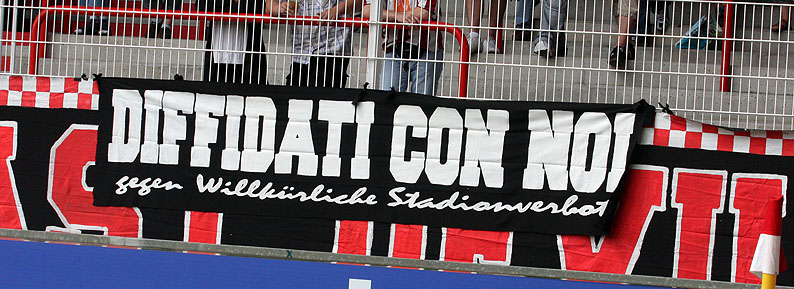 DIFFIDATI CON NOI
gegen Willkürliche Stadionverbot